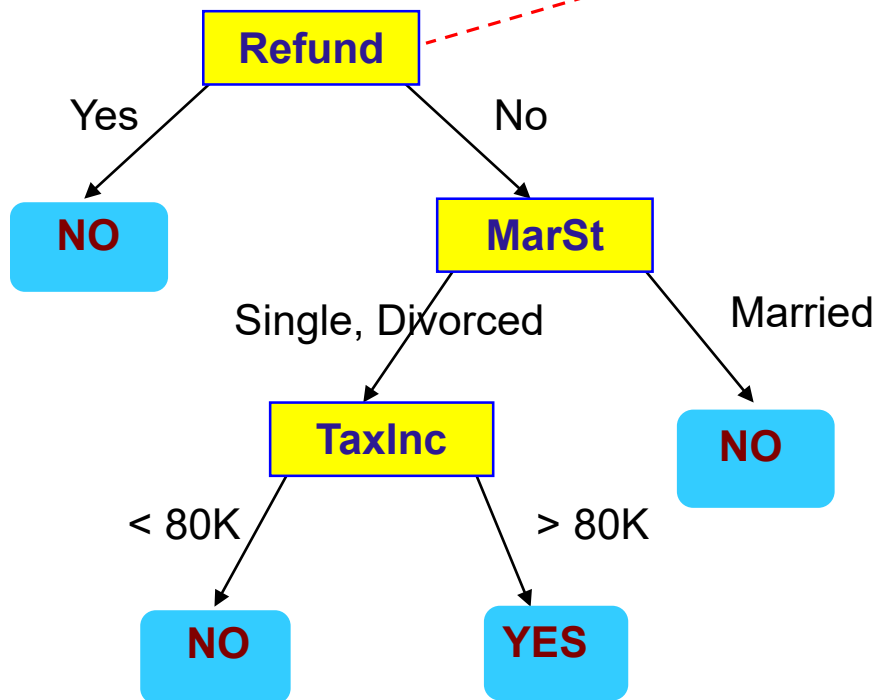 Refund
Yes
No
NO
MarSt
Single, Divorced
Married
TaxInc
NO
< 80K
> 80K
NO
YES